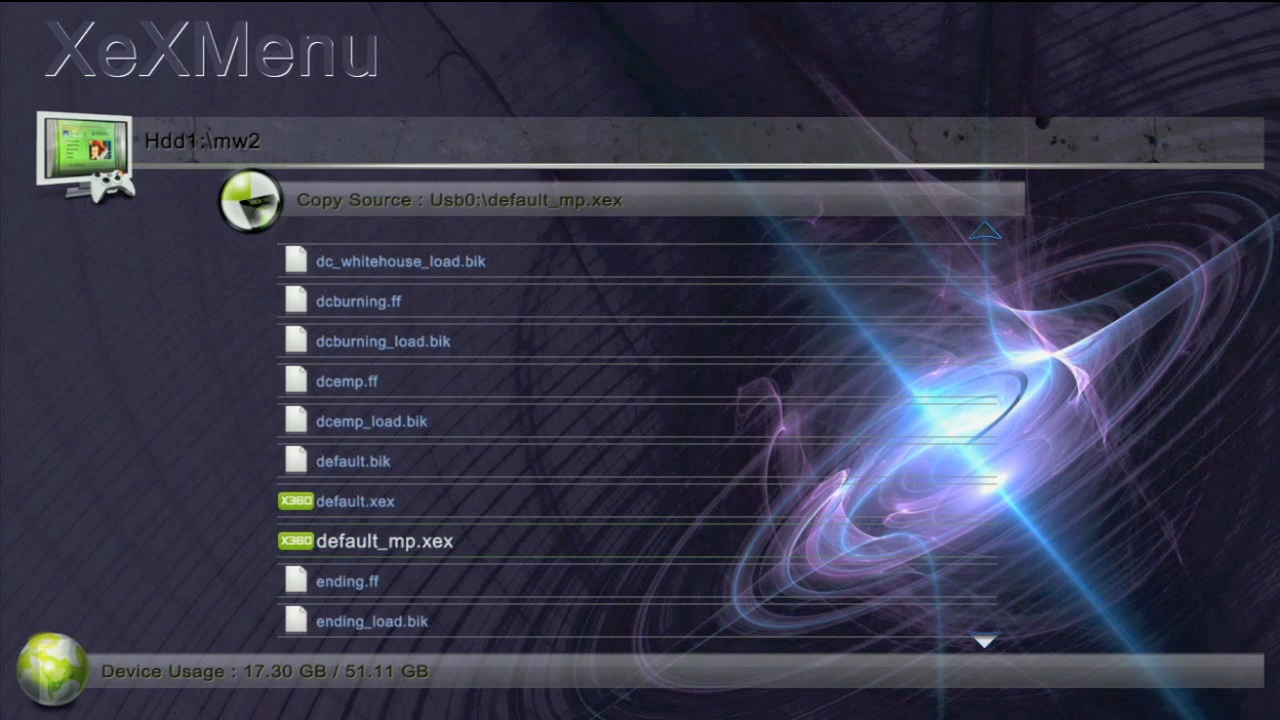 XeXMenu
Hdd1:\mw2
Copy Source : Usb0:\default_mp.xex
dc_whitehouse_load.bik
dcburning.ff
dcburning_load.bik
dcemp.ff
dcemp_load.bik
default.bik
X360 default.xex
X360 default_mp.xex
ending.ff
ending_load.bik
Device Usage : 17.30 GB / 51.11 GB